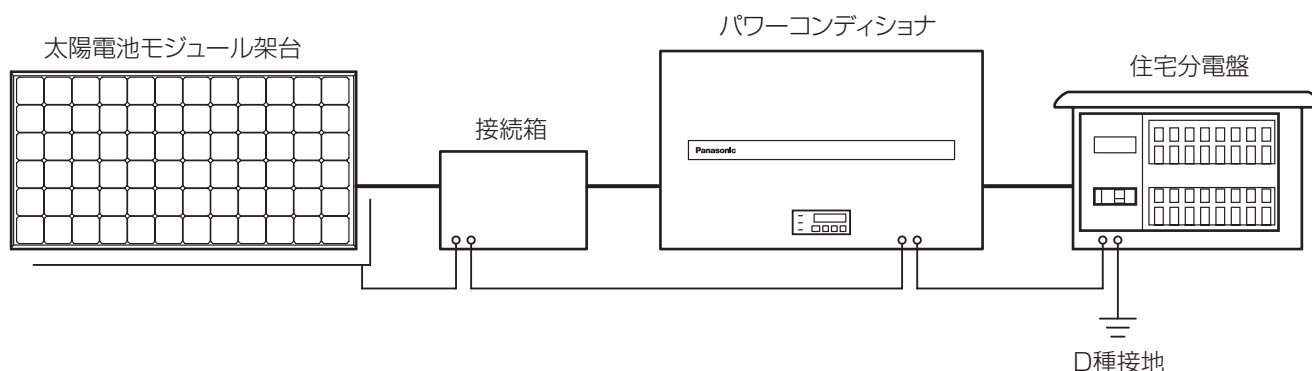 パワーコンディショナ
太陽電池モジュール架台
住宅分電盤
接続箱
Panasonic
D種接地